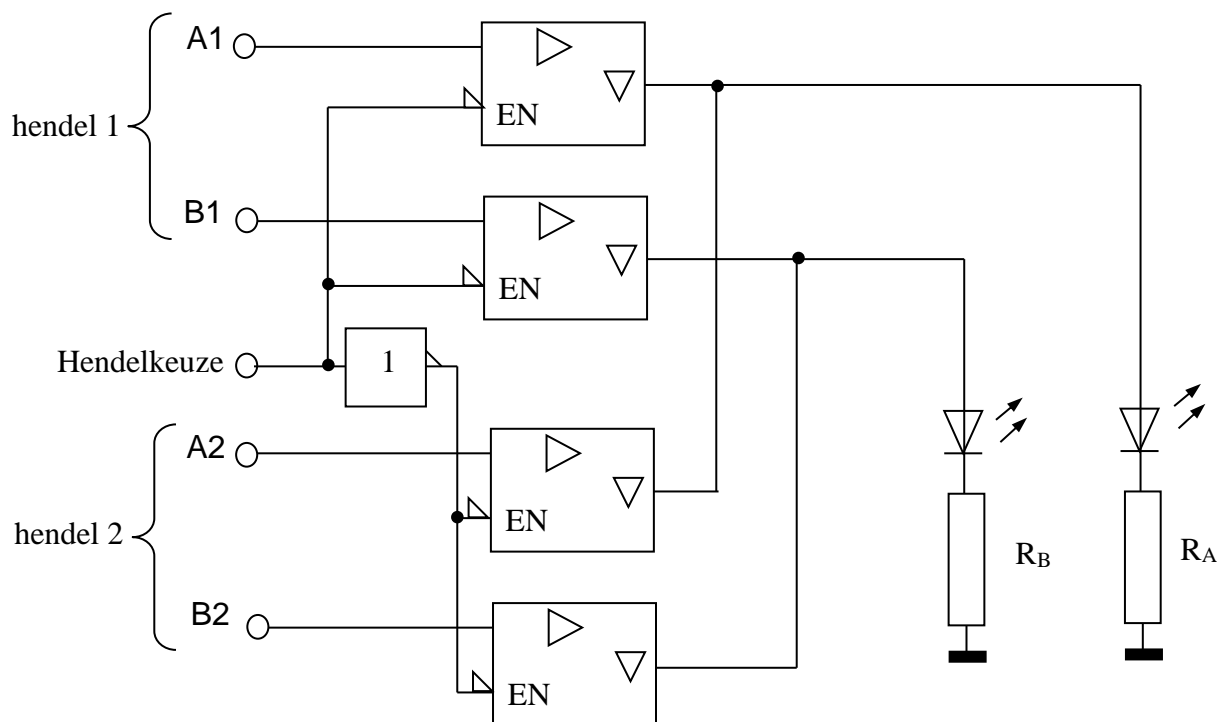 A1
EN
hendel 1
B1
EN
Hendelkeuze
1
A2
EN
hendel 2
R_B
R_A
B2
EN